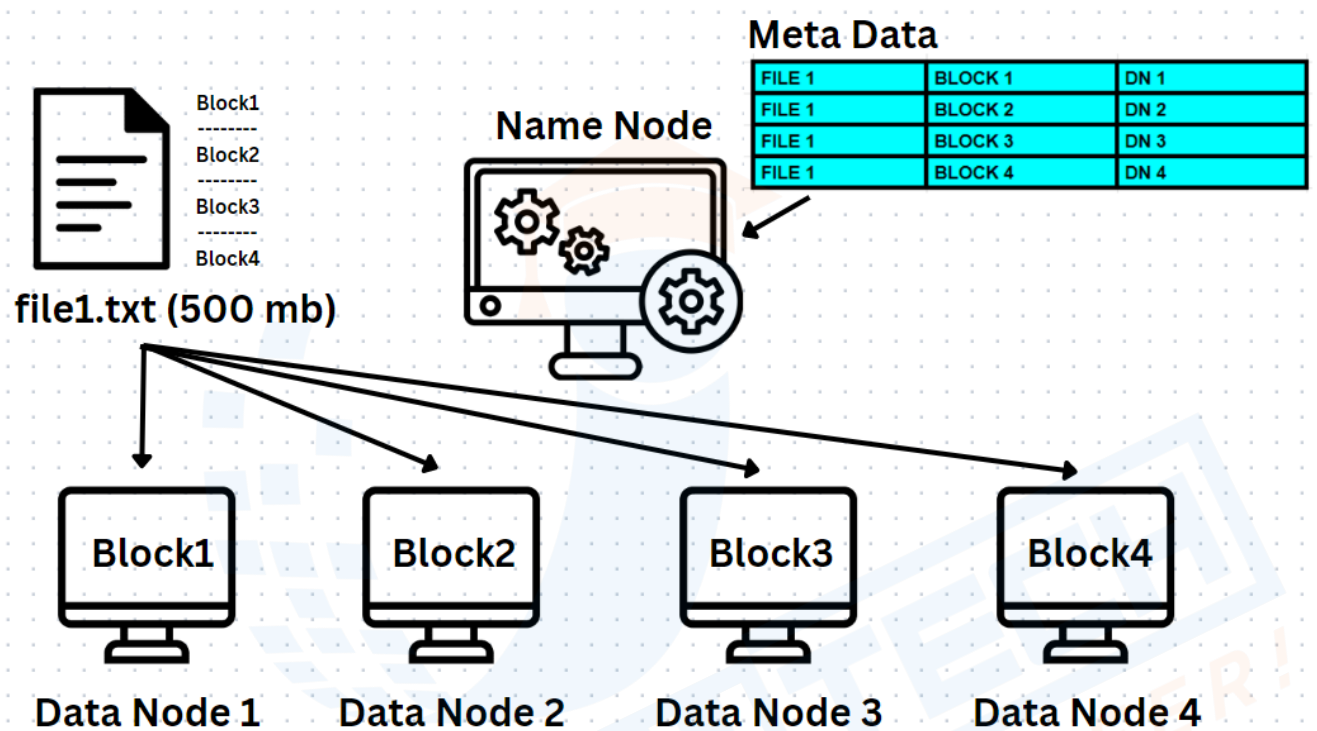 Meta Data
FILE 1 BLOCK 1 DN 1
FILE 1 BLOCK 2 DN 2
FILE 1 BLOCK 3 DN 3
FILE 1 BLOCK 4 DN 4
Name Node
Block1
--------
Block2
--------
Block3
--------
Block4
file1.txt (500 mb)
Block1 Block2 Block3 Block4
Data Node 1 Data Node 2 Data Node 3 Data Node 4